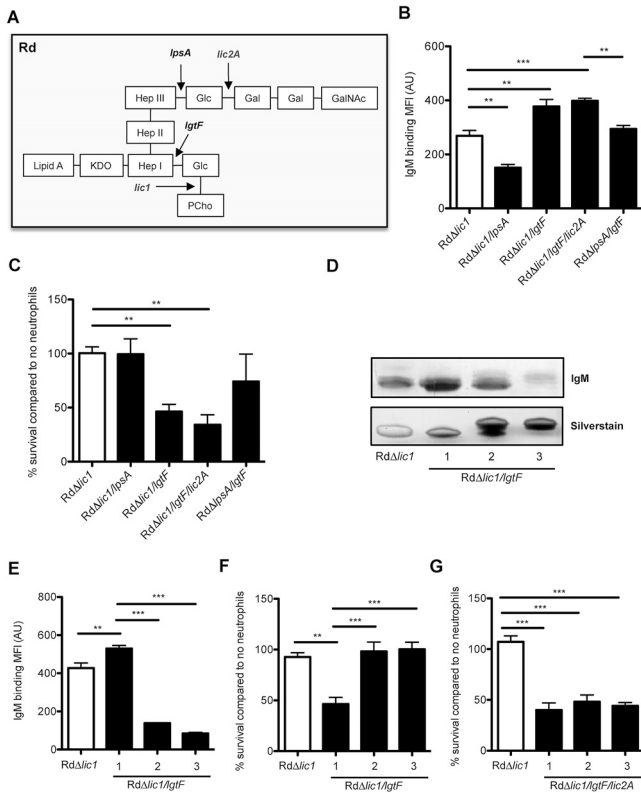 A
Rd
lpsA
lic2A
Hep III
Glc
Gal
Gal
GalNAc
Hep II
lgtF
Lipid A
KDO
Hep I
Glc
lic1
PCho
B
IgM binding MFI (AU)
600
400
200
0
**
***
**
**
RdΔlic1
RdΔlic1/lpsA
RdΔlic1/lgtF
RdΔlic1/lgtF/lic2A
RdΔlpsA/lgtF
C
% survival compared to no neutrophils
150
100
50
0
**
**
RdΔlic1
RdΔlic1/lpsA
RdΔlic1/lgtF
RdΔlic1/lgtF/lic2A
RdΔlpsA/lgtF
D
IgM
Silverstain
RdΔlic1
1 2 3
RdΔlic1/lgtF
E
IgM binding MFI (AU)
800
600
400
200
0
***
** ***
RdΔlic1
1 2 3
RdΔlic1/lgtF
F
% survival compared to no neutrophils
150
100
50
0
***
** ***
RdΔlic1
1 2 3
RdΔlic1/lgtF
G
% survival compared to no neutrophils
150
100
50
0
***
***
***
RdΔlic1
1 2 3
RdΔlic1/lgtF/lic2A